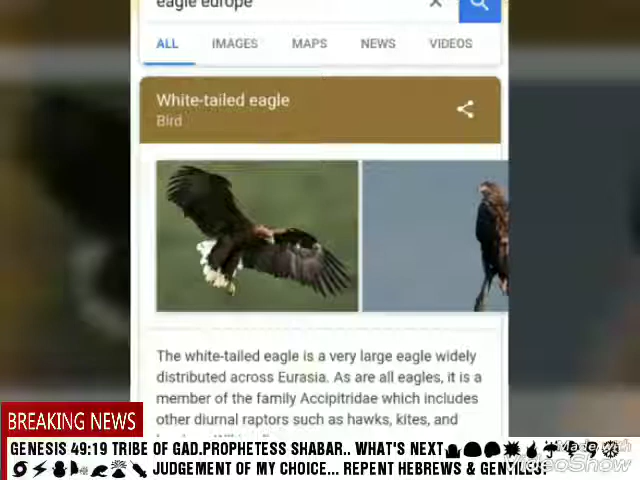 eagle europe
ALL IMAGES MAPS NEWS VIDEOS
White-tailed eagle
Bird
The white-tailed eagle is a very large eagle widely
distributed across Eurasia. As are all eagles, it is a
member of the family Accipitridae which includes
other diurnal raptors such as hawks, kites, and
BREAKING NEWS
GENESIS 49:19 TRIBE OF GAD.PROPHETESS SHABAR.. WHAT'S NEXT
Made with
JUDGEMENT OF MY CHOICE... REPENT HEBREWS & GENTILES!
VideoShow